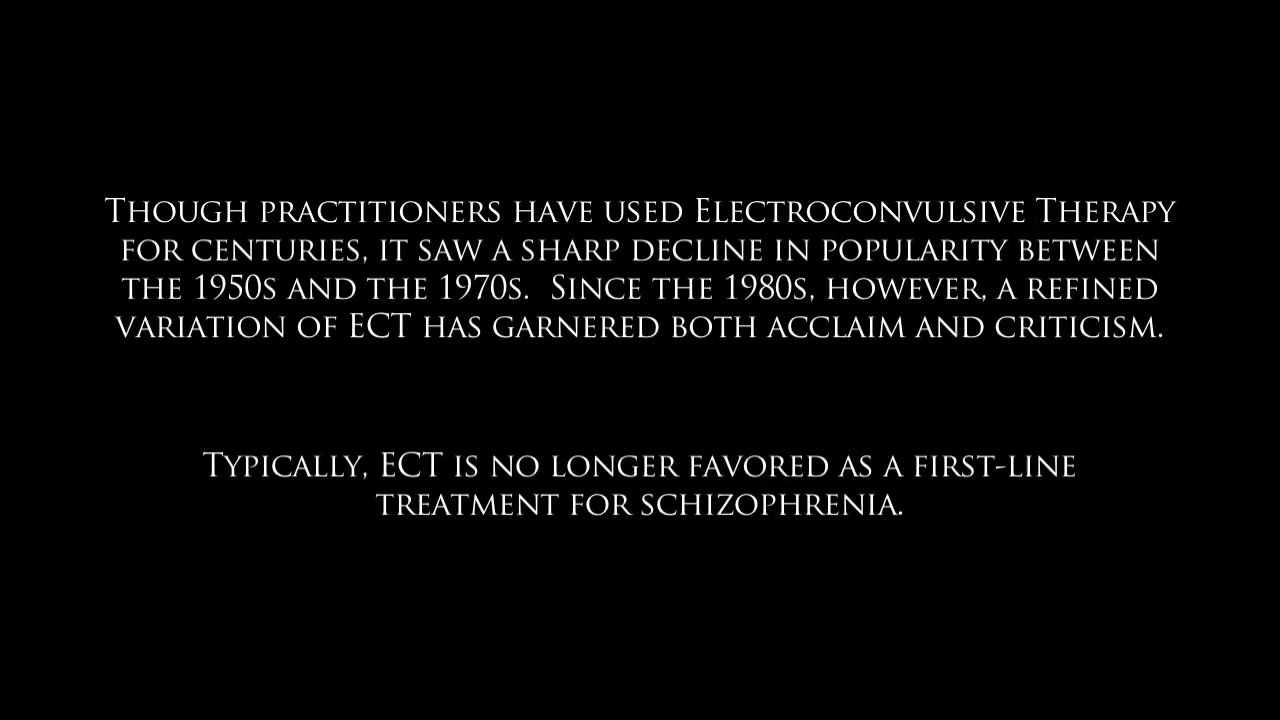 Though practitioners have used Electroconvulsive Therapy
for centuries, it saw a sharp decline in popularity between
the 1950s and the 1970s.  Since the 1980s, however, a refined
variation of ECT has garnered both acclaim and criticism.
Typically, ECT is no longer favored as a first-line
treatment for schizophrenia.